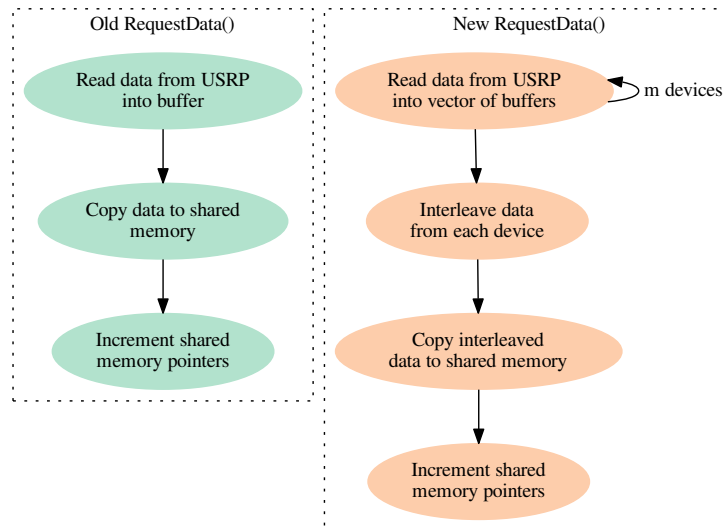 Old RequestData()
Read data from USRP
into buffer
Copy data to shared
memory
Increment shared
memory pointers
New RequestData()
Read data from USRP
into vector of buffers
m devices
Interleave data
from each device
Copy interleaved
data to shared memory
Increment shared
memory pointers